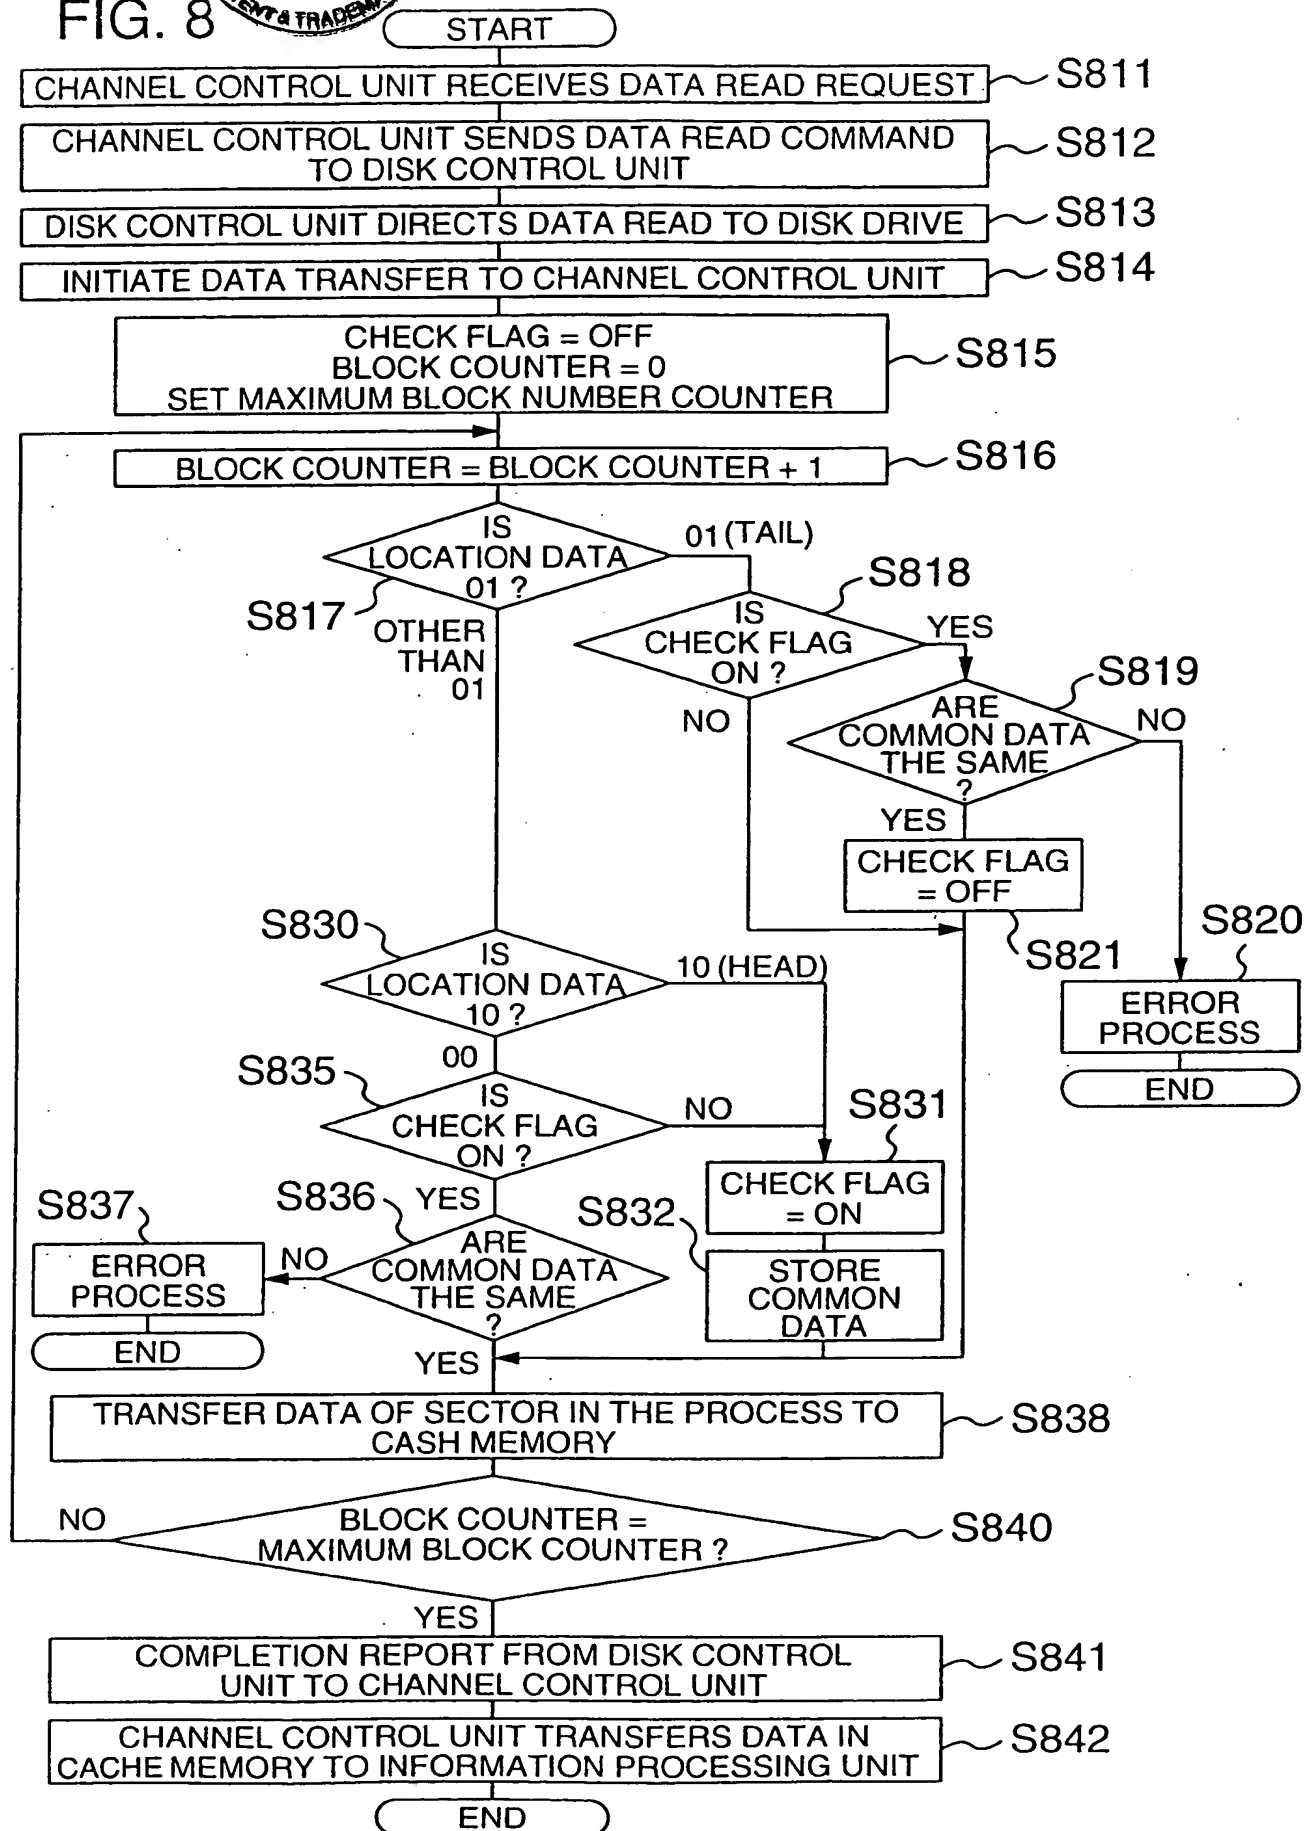 FIG. 8
ENT & TRADEM
START
CHANNEL CONTROL UNIT RECEIVES DATA READ REQUEST
S811
CHANNEL CONTROL UNIT SENDS DATA READ COMMAND
TO DISK CONTROL UNIT
S812
DISK CONTROL UNIT DIRECTS DATA READ TO DISK DRIVE
S813
INITIATE DATA TRANSFER TO CHANNEL CONTROL UNIT
S814
CHECK FLAG = OFF
BLOCK COUNTER = 0
SET MAXIMUM BLOCK NUMBER COUNTER
S815
BLOCK COUNTER = BLOCK COUNTER + 1
S816
IS
LOCATION DATA
01 ?
S817
01 (TAIL)
OTHER
THAN
01
IS
CHECK FLAG
ON ?
S818
YES
NO
ARE
COMMON DATA
THE SAME
?
S819
NO
YES
CHECK FLAG
= OFF
S821
S820
ERROR
PROCESS
END
S830
IS
LOCATION DATA
10 ?
10 (HEAD)
00
S835
IS
CHECK FLAG
ON ?
NO
YES
S831
CHECK FLAG
= ON
S832
STORE
COMMON
DATA
S836
ARE
COMMON DATA
THE SAME
?
NO
S837
ERROR
PROCESS
END
YES
TRANSFER DATA OF SECTOR IN THE PROCESS TO
CASH MEMORY
S838
BLOCK COUNTER =
MAXIMUM BLOCK COUNTER ?
S840
NO
YES
COMPLETION REPORT FROM DISK CONTROL
UNIT TO CHANNEL CONTROL UNIT
S841
CHANNEL CONTROL UNIT TRANSFERS DATA IN
CACHE MEMORY TO INFORMATION PROCESSING UNIT
S842
END